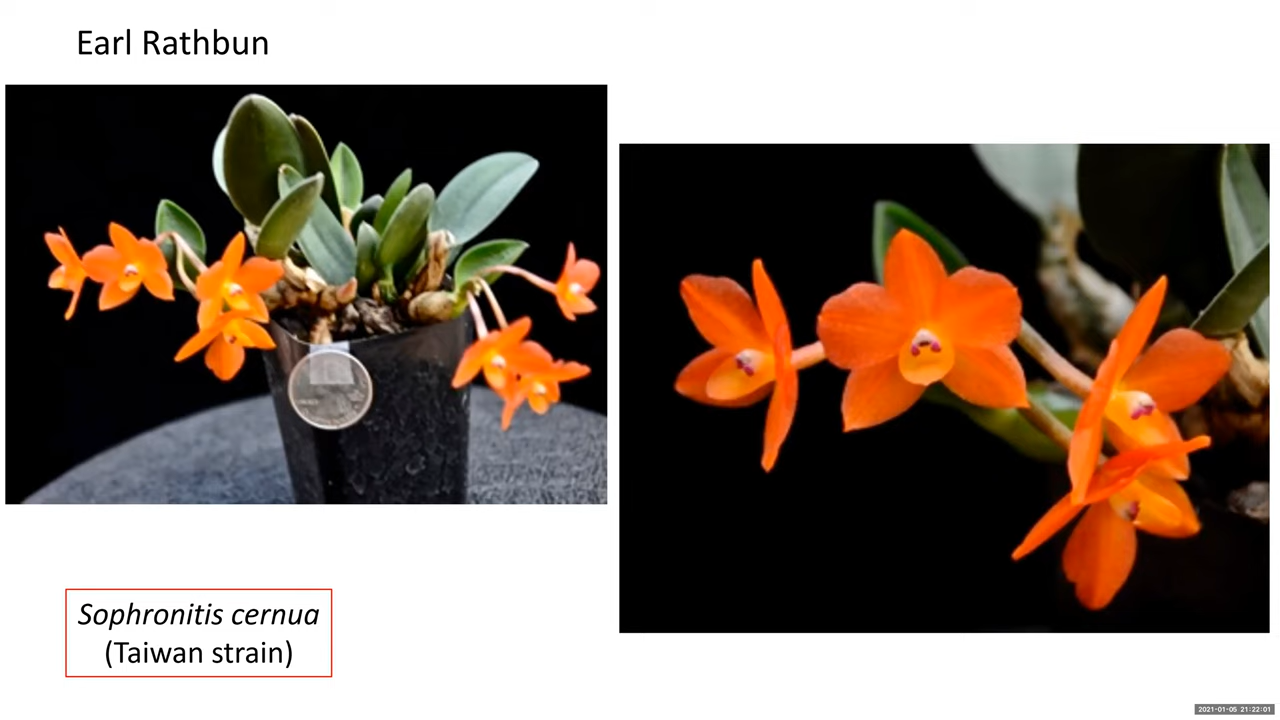 Earl Rathbun
Sophronitis cernua
(Taiwan strain)
2021-01-05 21:22:01